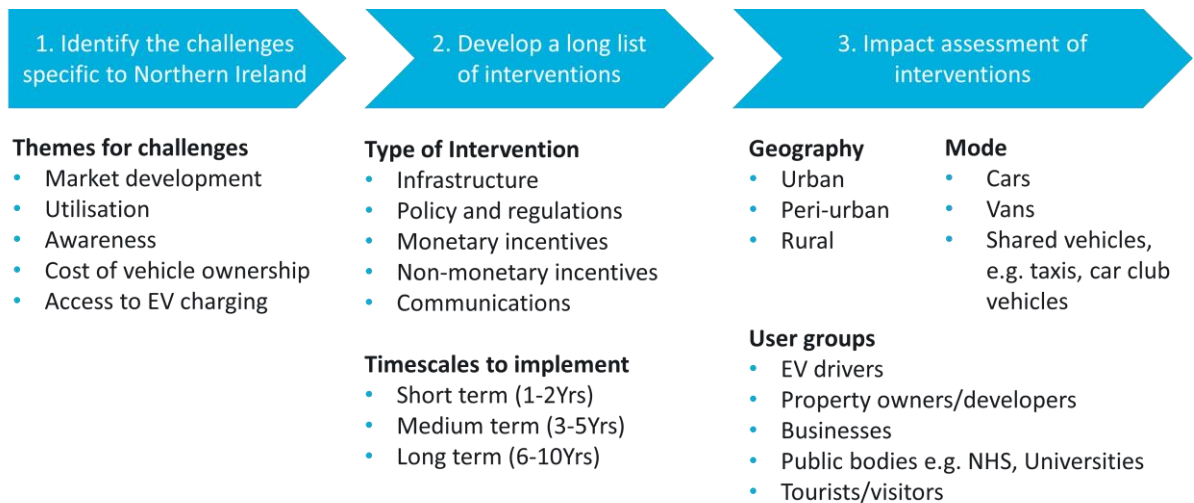 1. Identify the challenges
specific to Northern Ireland
2. Develop a long list
of interventions
3. Impact assessment of
interventions
Themes for challenges
• Market development
• Utilisation
• Awareness
• Cost of vehicle ownership
• Access to EV charging
Type of Intervention
• Infrastructure
• Policy and regulations
• Monetary incentives
• Non-monetary incentives
• Communications
Timescales to implement
• Short term (1-2Yrs)
• Medium term (3-5Yrs)
• Long term (6-10Yrs)
Geography
• Urban
• Peri-urban
• Rural
Mode
• Cars
• Vans
• Shared vehicles,
e.g. taxis, car club
vehicles
User groups
• EV drivers
• Property owners/developers
• Businesses
• Public bodies e.g. NHS, Universities
• Tourists/visitors